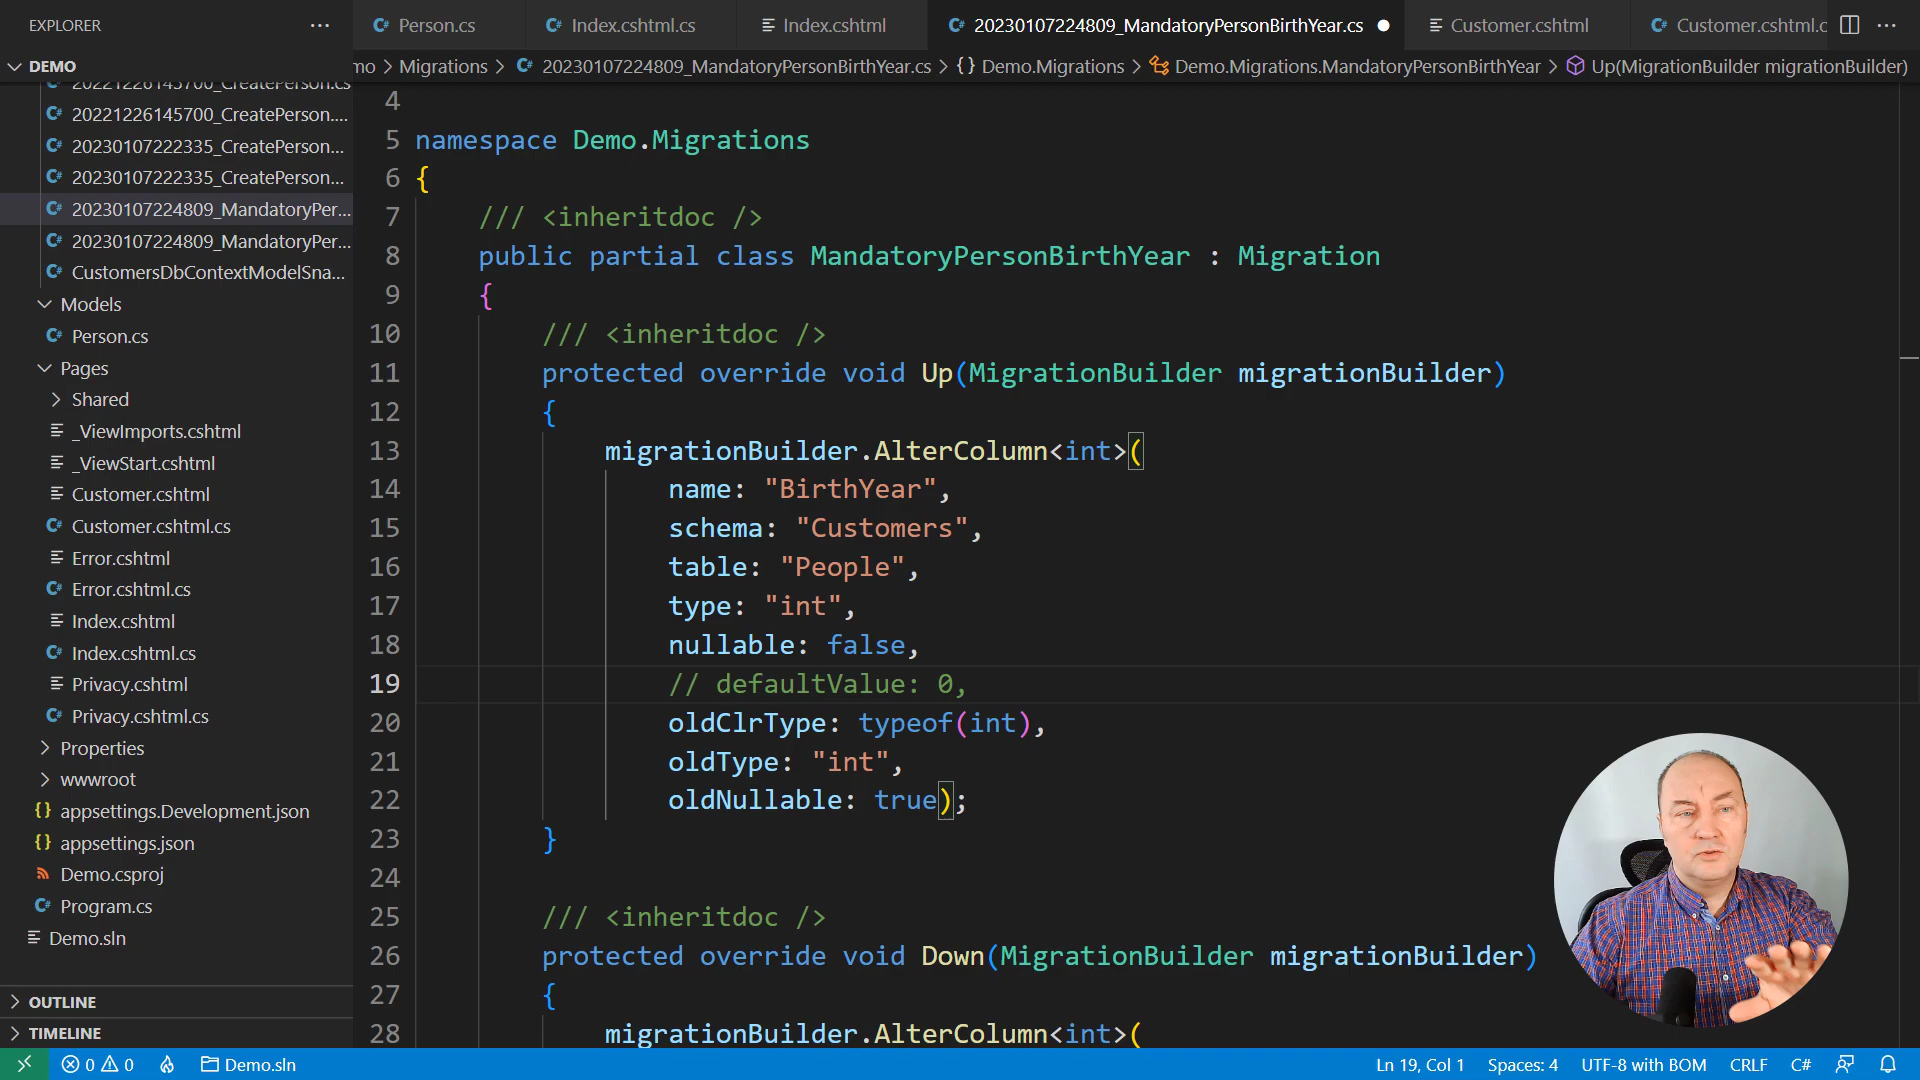 EXPLORER
Person.cs
Index.cshtml.cs
Index.cshtml
20230107224809_MandatoryPersonBirthYear.cs
Customer.cshtml
Customer.cshtml.c
DEMO
mo > Migrations > 20230107224809_MandatoryPersonBirthYear.cs > {} Demo.Migrations > Demo.Migrations.MandatoryPersonBirthYear > Up(MigrationBuilder migrationBuilder)
20221226145700_CreatePerson.cs
20221226145700_CreatePerson....
20230107222335_CreatePerson...
20230107222335_CreatePerson...
20230107224809_MandatoryPer...
20230107224809_MandatoryPer...
CustomersDbContextModelSna...
Models
Person.cs
Pages
Shared
_ViewImports.cshtml
_ViewStart.cshtml
Customer.cshtml
Customer.cshtml.cs
Error.cshtml
Error.cshtml.cs
Index.cshtml
Index.cshtml.cs
Privacy.cshtml
Privacy.cshtml.cs
Properties
wwwroot
{} appsettings.Development.json
{} appsettings.json
Demo.csproj
Program.cs
Demo.sln
OUTLINE
TIMELINE
4
5 namespace Demo.Migrations
6 {
7 /// <inheritdoc />
8 public partial class MandatoryPersonBirthYear : Migration
9 {
10 /// <inheritdoc />
11 protected override void Up(MigrationBuilder migrationBuilder)
12 {
13 migrationBuilder.AlterColumn<int>(
14 name: "BirthYear",
15 schema: "Customers",
16 table: "People",
17 type: "int",
18 nullable: false,
19 // defaultValue: 0,
20 oldClrType: typeof(int),
21 oldType: "int",
22 oldNullable: true);
23 }
24
25 /// <inheritdoc />
26 protected override void Down(MigrationBuilder migrationBuilder)
27 {
28 migrationBuilder.AlterColumn<int>(
0 0
Demo.sln
Ln 19, Col 1
Spaces: 4
UTF-8 with BOM
CRLF
C#